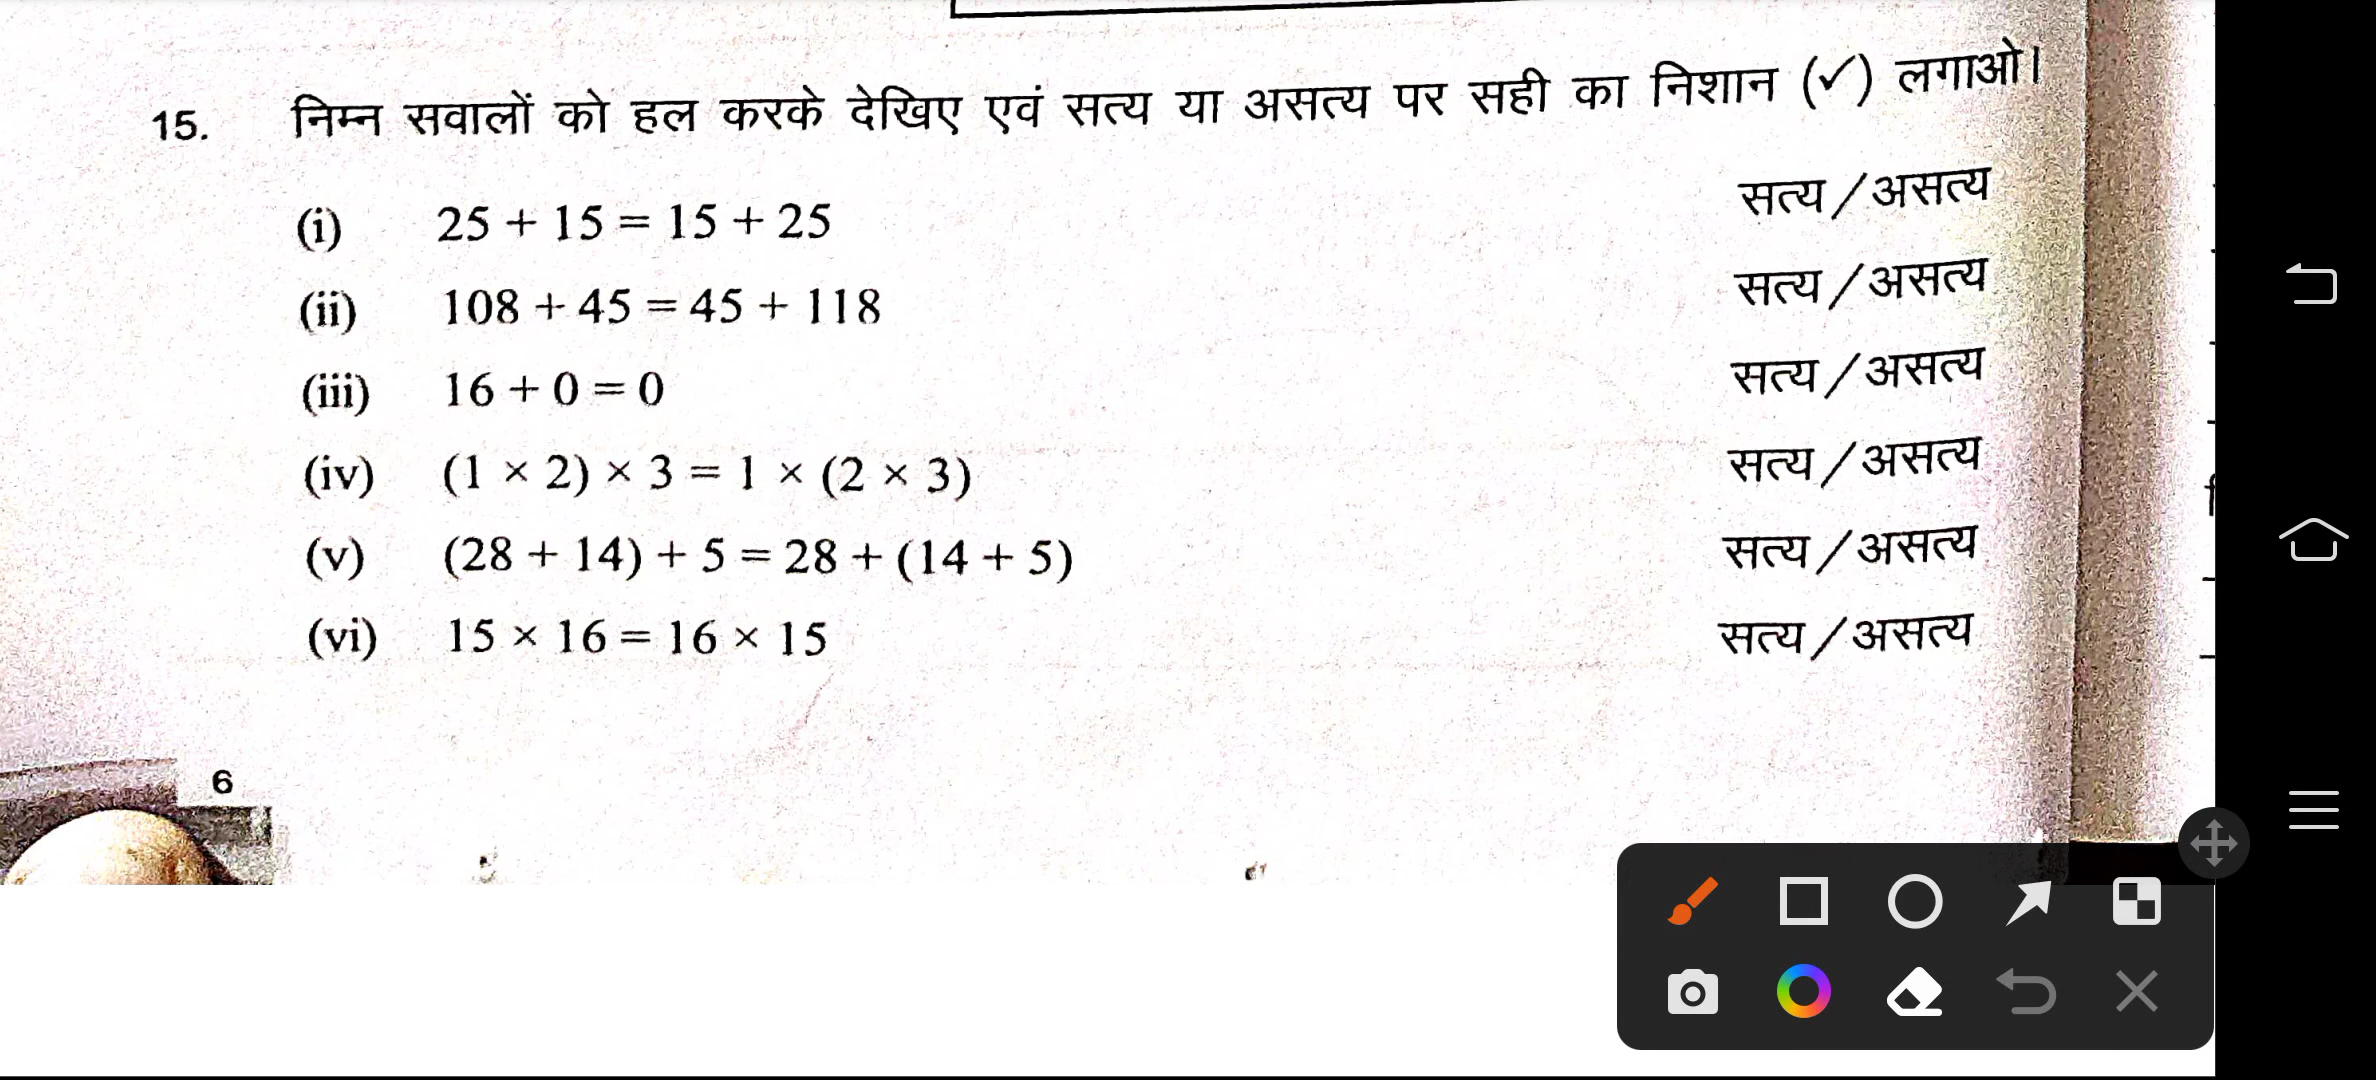 15. निम्न सवालों को हल करके देखिए एवं सत्य या असत्य पर सही का निशान (✓) लगाओ।
(i) 25 + 15 = 15 + 25 सत्य/असत्य
(ii) 108 + 45 = 45 + 118 सत्य/असत्य
(iii) 16 + 0 = 0 सत्य/असत्य
(iv) (1 × 2) × 3 = 1 × (2 × 3) सत्य/असत्य
(v) (28 + 14) + 5 = 28 + (14 + 5) सत्य/असत्य
(vi) 15 × 16 = 16 × 15 सत्य/असत्य
6